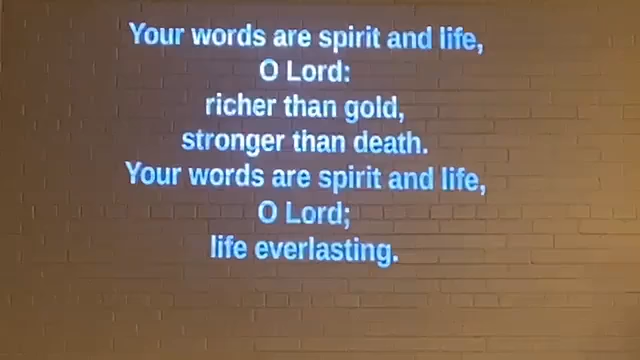 Your words are spirit and life,
O Lord:
richer than gold,
stronger than death.
Your words are spirit and life,
O Lord;
life everlasting.